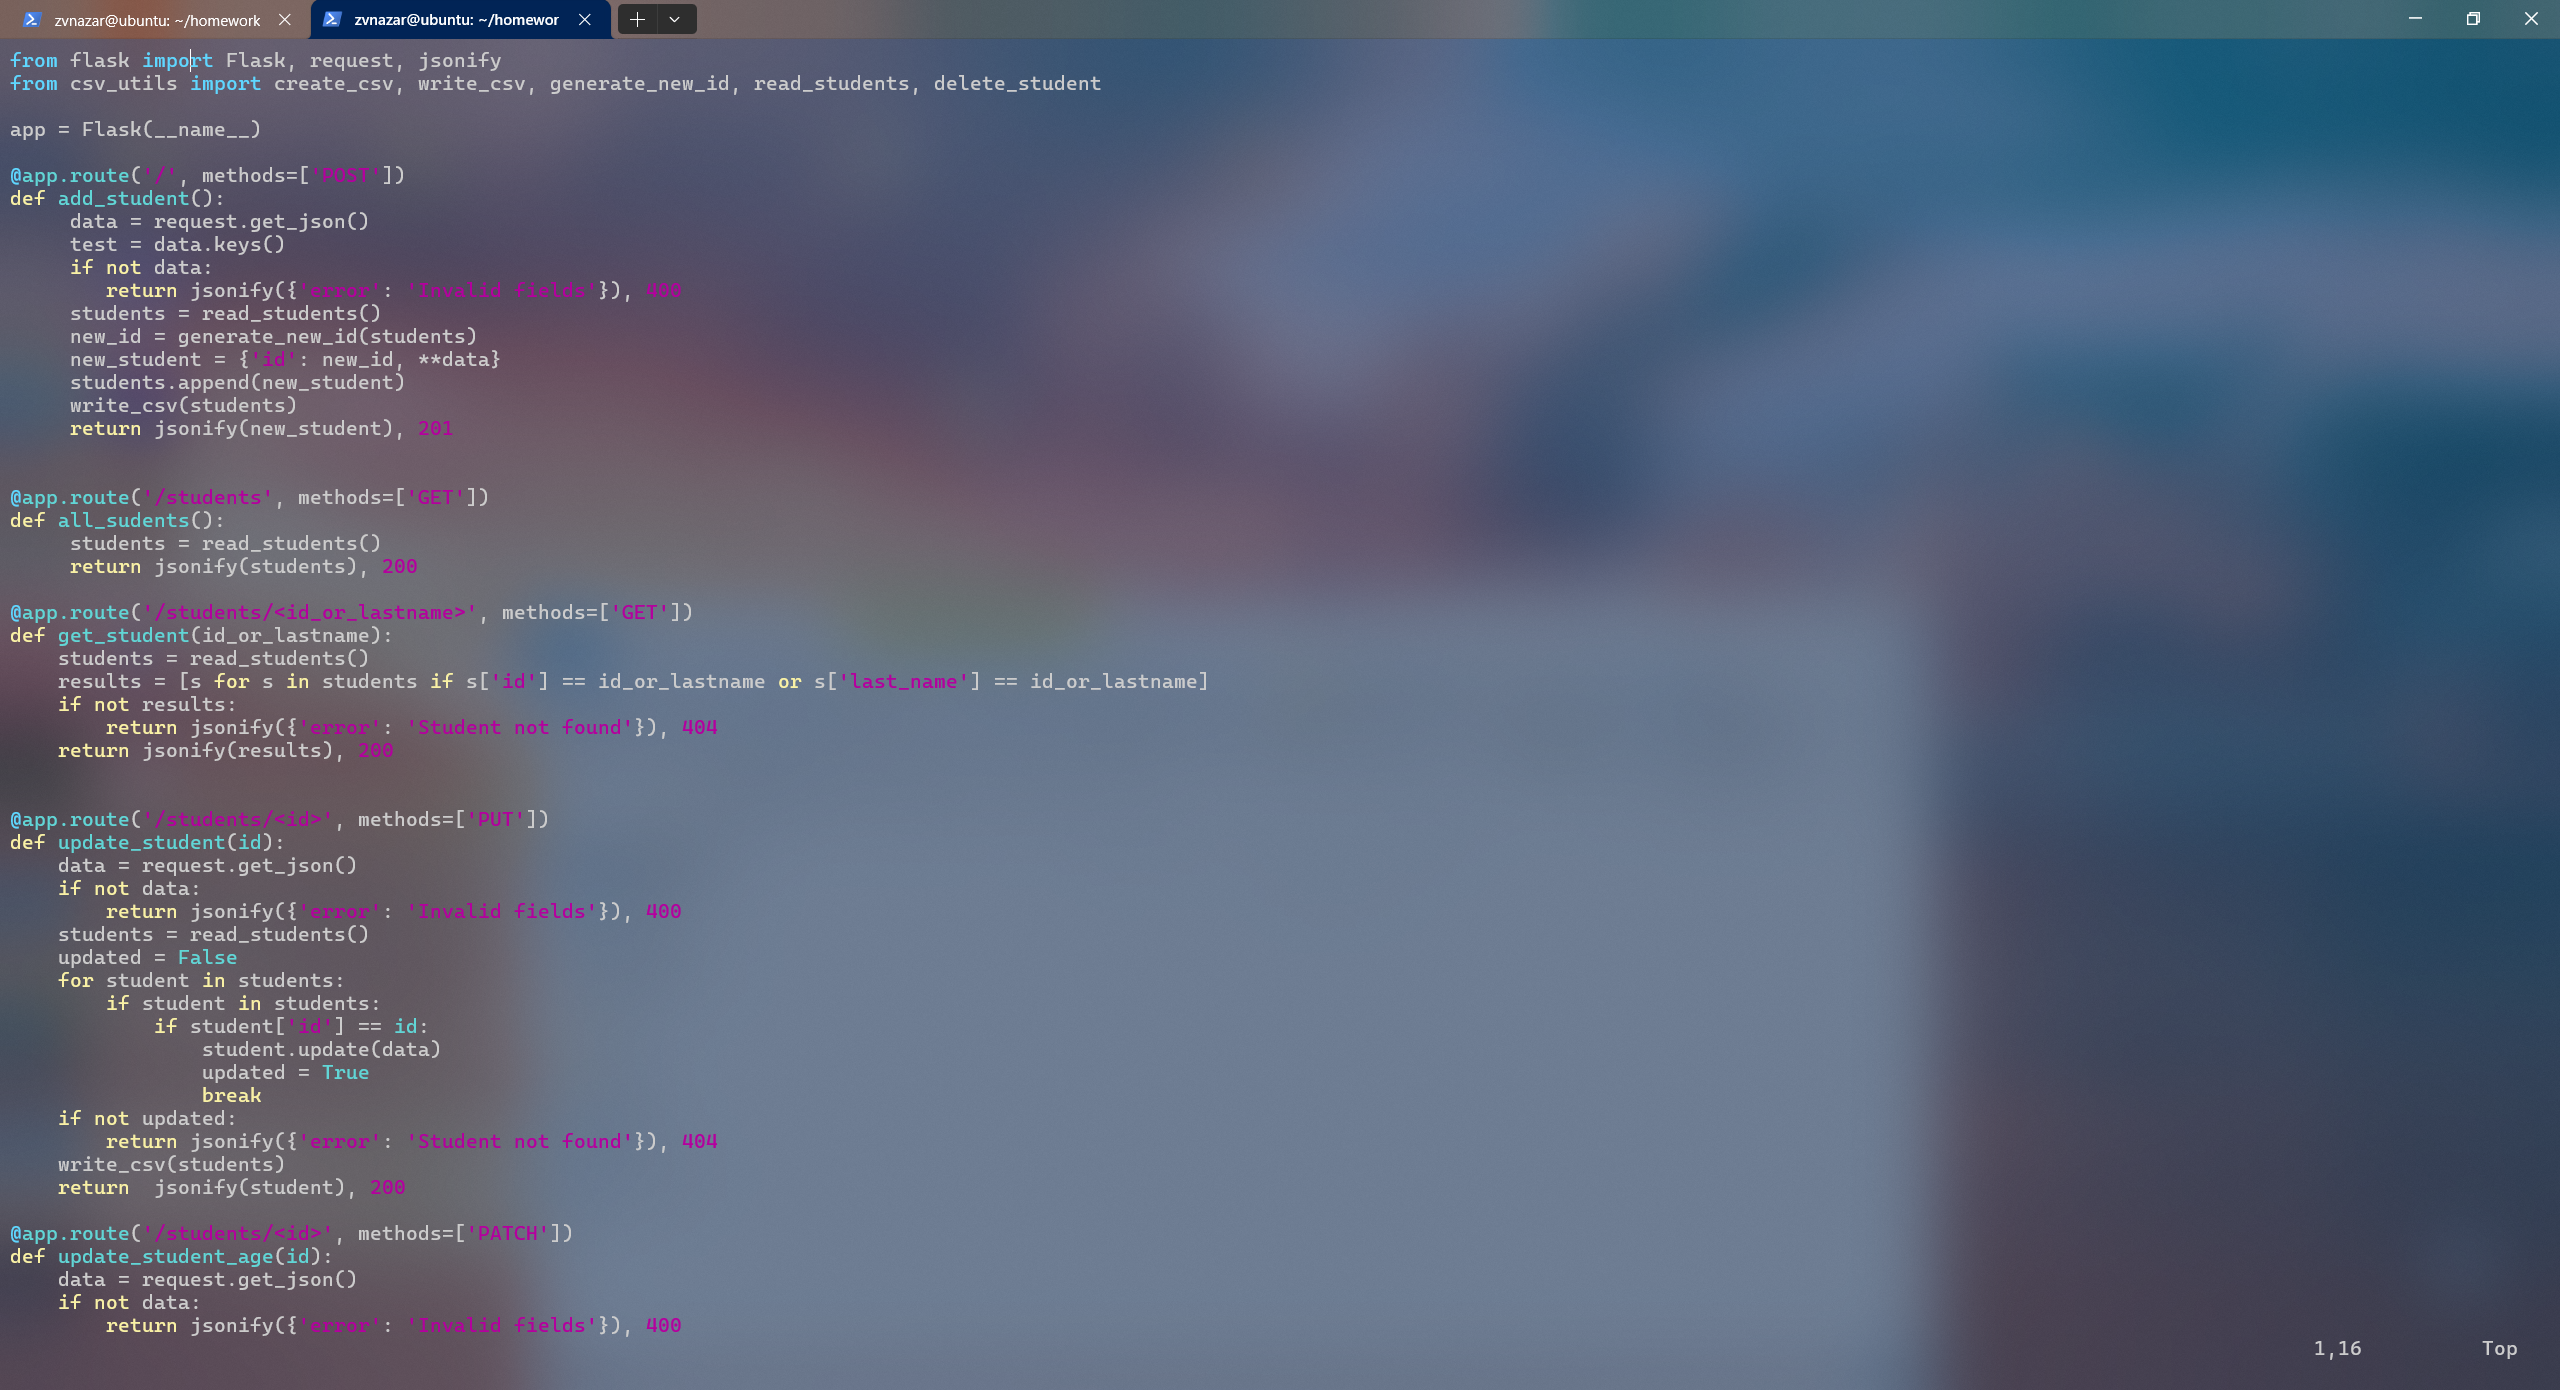 zvnazar@ubuntu: ~/homework
zvnazar@ubuntu: ~/homewor
from flask import Flask, request, jsonify
from csv_utils import create_csv, write_csv, generate_new_id, read_students, delete_student
app = Flask(__name__)
@app.route('/', methods=['POST'])
def add_student():
     data = request.get_json()
     test = data.keys()
     if not data:
        return jsonify({'error': 'Invalid fields'}), 400
     students = read_students()
     new_id = generate_new_id(students)
     new_student = {'id': new_id, **data}
     students.append(new_student)
     write_csv(students)
     return jsonify(new_student), 201
@app.route('/students', methods=['GET'])
def all_sudents():
     students = read_students()
     return jsonify(students), 200
@app.route('/students/<id_or_lastname>', methods=['GET'])
def get_student(id_or_lastname):
    students = read_students()
    results = [s for s in students if s['id'] == id_or_lastname or s['last_name'] == id_or_lastname]
    if not results:
        return jsonify({'error': 'Student not found'}), 404
    return jsonify(results), 200
@app.route('/students/<id>', methods=['PUT'])
def update_student(id):
    data = request.get_json()
    if not data:
        return jsonify({'error': 'Invalid fields'}), 400
    students = read_students()
    updated = False
    for student in students:
        if student in students:
            if student['id'] == id:
                student.update(data)
                updated = True
                break
    if not updated:
        return jsonify({'error': 'Student not found'}), 404
    write_csv(students)
    return  jsonify(student), 200
@app.route('/students/<id>', methods=['PATCH'])
def update_student_age(id):
    data = request.get_json()
    if not data:
        return jsonify({'error': 'Invalid fields'}), 400
1,16 Top